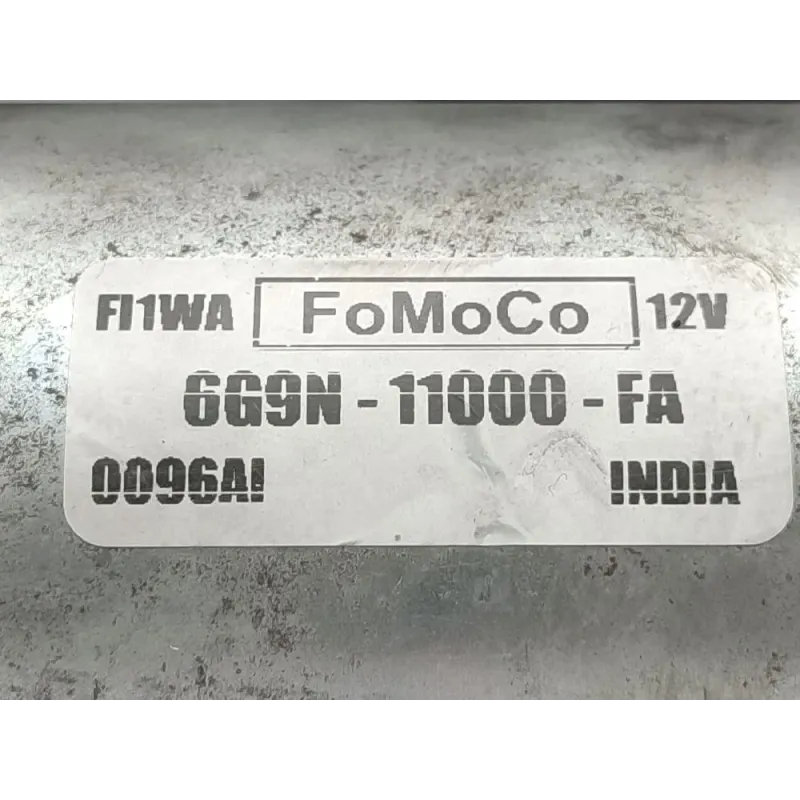 FI1WA FoMoCo 12V
6G9N - 11000 - FA
0096AI INDIA